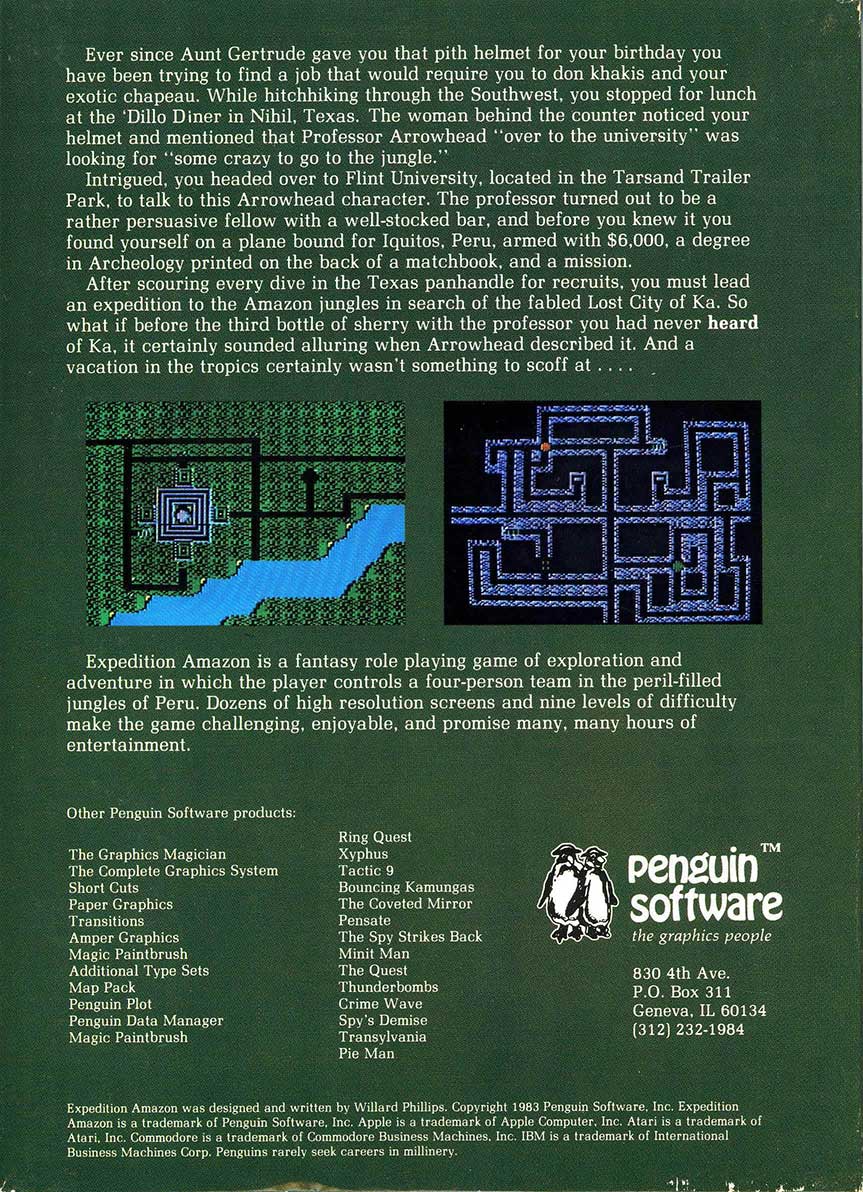 Ever since Aunt Gertrude gave you that pith helmet for your birthday you
have been trying to find a job that would require you to don khakis and your
exotic chapeau. While hitchhiking through the Southwest, you stopped for lunch
at the 'Dillo Diner in Nihil, Texas. The woman behind the counter noticed your
helmet and mentioned that Professor Arrowhead "over to the university" was
looking for "some crazy to go to the jungle."
Intrigued, you headed over to Flint University, located in the Tarsand Trailer
Park, to talk to this Arrowhead character. The professor turned out to be a
rather persuasive fellow with a well-stocked bar, and before you knew it you
found yourself on a plane bound for Iquitos, Peru, armed with $6,000, a degree
in Archeology printed on the back of a matchbook, and a mission.
After scouring every dive in the Texas panhandle for recruits, you must lead
an expedition to the Amazon jungles in search of the fabled Lost City of Ka. So
what if before the third bottle of sherry with the professor you had never heard
of Ka, it certainly sounded alluring when Arrowhead described it. And a
vacation in the tropics certainly wasn't something to scoff at . . . .
Expedition Amazon is a fantasy role playing game of exploration and
adventure in which the player controls a four-person team in the peril-filled
jungles of Peru. Dozens of high resolution screens and nine levels of difficulty
make the game challenging, enjoyable, and promise many, many hours of
entertainment.
Other Penguin Software products:
The Graphics Magician
The Complete Graphics System
Short Cuts
Paper Graphics
Transitions
Amper Graphics
Magic Paintbrush
Additional Type Sets
Map Pack
Penguin Plot
Penguin Data Manager
Magic Paintbrush
Ring Quest
Xyphus
Tactic 9
Bouncing Kamungas
The Coveted Mirror
Pensate
The Spy Strikes Back
Minit Man
The Quest
Thunderbombs
Crime Wave
Spy's Demise
Transylvania
Pie Man
penguin TM
software
the graphics people
830 4th Ave.
P.O. Box 311
Geneva, IL 60134
(312) 232-1984
Expedition Amazon was designed and written by Willard Phillips. Copyright 1983 Penguin Software, Inc. Expedition
Amazon is a trademark of Penguin Software, Inc. Apple is a trademark of Apple Computer, Inc. Atari is a trademark of
Atari, Inc. Commodore is a trademark of Commodore Business Machines, Inc. IBM is a trademark of International
Business Machines Corp. Penguins rarely seek careers in millinery.